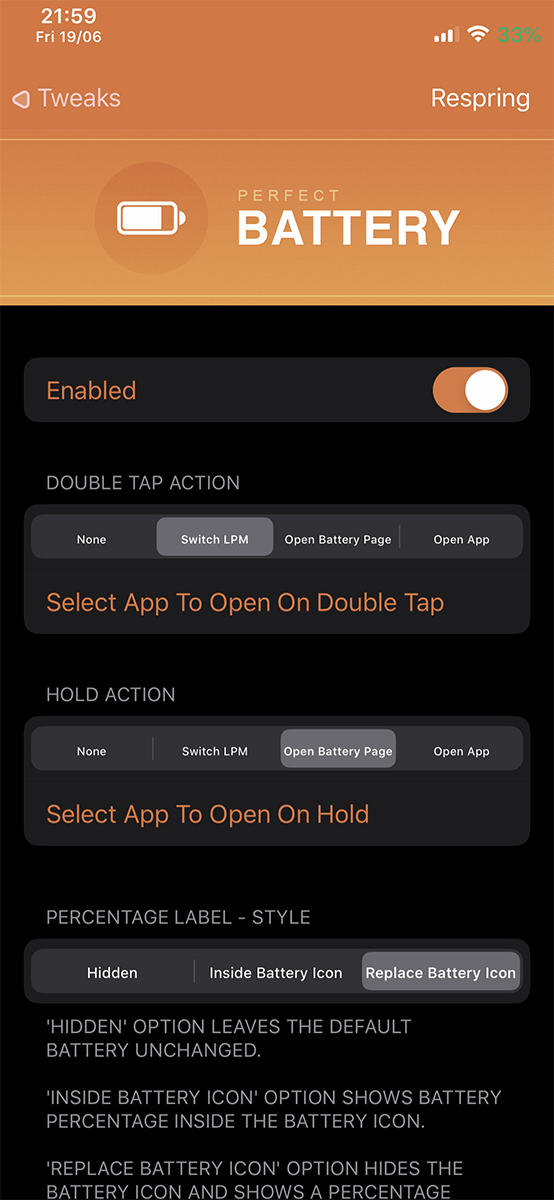 21:59
Fri 19/06
33%
Tweaks
Respring
PERFECT
BATTERY
Enabled
DOUBLE TAP ACTION
None Switch LPM Open Battery Page Open App
Select App To Open On Double Tap
HOLD ACTION
None Switch LPM Open Battery Page Open App
Select App To Open On Hold
PERCENTAGE LABEL - STYLE
Hidden Inside Battery Icon Replace Battery Icon
'HIDDEN' OPTION LEAVES THE DEFAULT
BATTERY UNCHANGED.
'INSIDE BATTERY ICON' OPTION SHOWS BATTERY
PERCENTAGE INSIDE THE BATTERY ICON.
'REPLACE BATTERY ICON' OPTION HIDES THE
BATTERY ICON AND SHOWS A PERCENTAGE